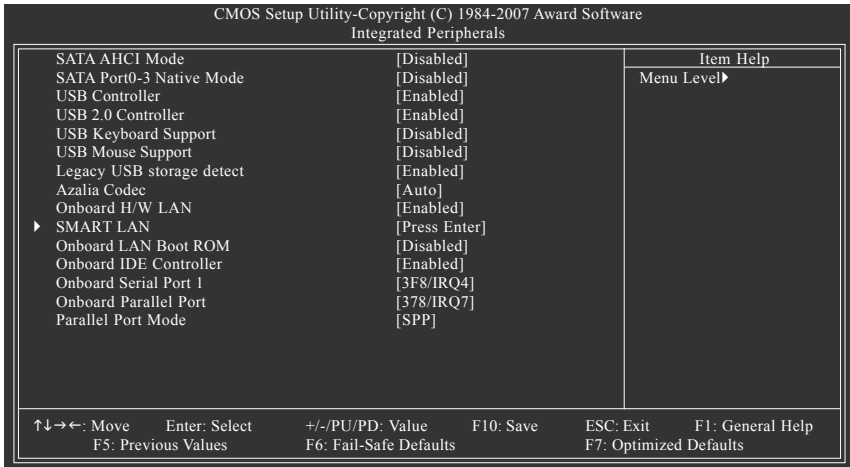 CMOS Setup Utility-Copyright (C) 1984-2007 Award Software
Integrated Peripherals
SATA AHCI Mode [Disabled]
SATA Port0-3 Native Mode [Disabled]
USB Controller [Enabled]
USB 2.0 Controller [Enabled]
USB Keyboard Support [Disabled]
USB Mouse Support [Disabled]
Legacy USB storage detect [Enabled]
Azalia Codec [Auto]
Onboard H/W LAN [Enabled]
▶ SMART LAN [Press Enter]
Onboard LAN Boot ROM [Disabled]
Onboard IDE Controller [Enabled]
Onboard Serial Port 1 [3F8/IRQ4]
Onboard Parallel Port [378/IRQ7]
Parallel Port Mode [SPP]
Item Help
Menu Level▶
↑↓→←: Move Enter: Select +/-/PU/PD: Value F10: Save ESC: Exit F1: General Help
F5: Previous Values F6: Fail-Safe Defaults F7: Optimized Defaults